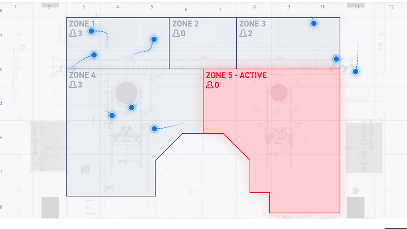 ZONE 1
3
ZONE 2
0
ZONE 3
2
ZONE 4
3
ZONE 5 - ACTIVE
0